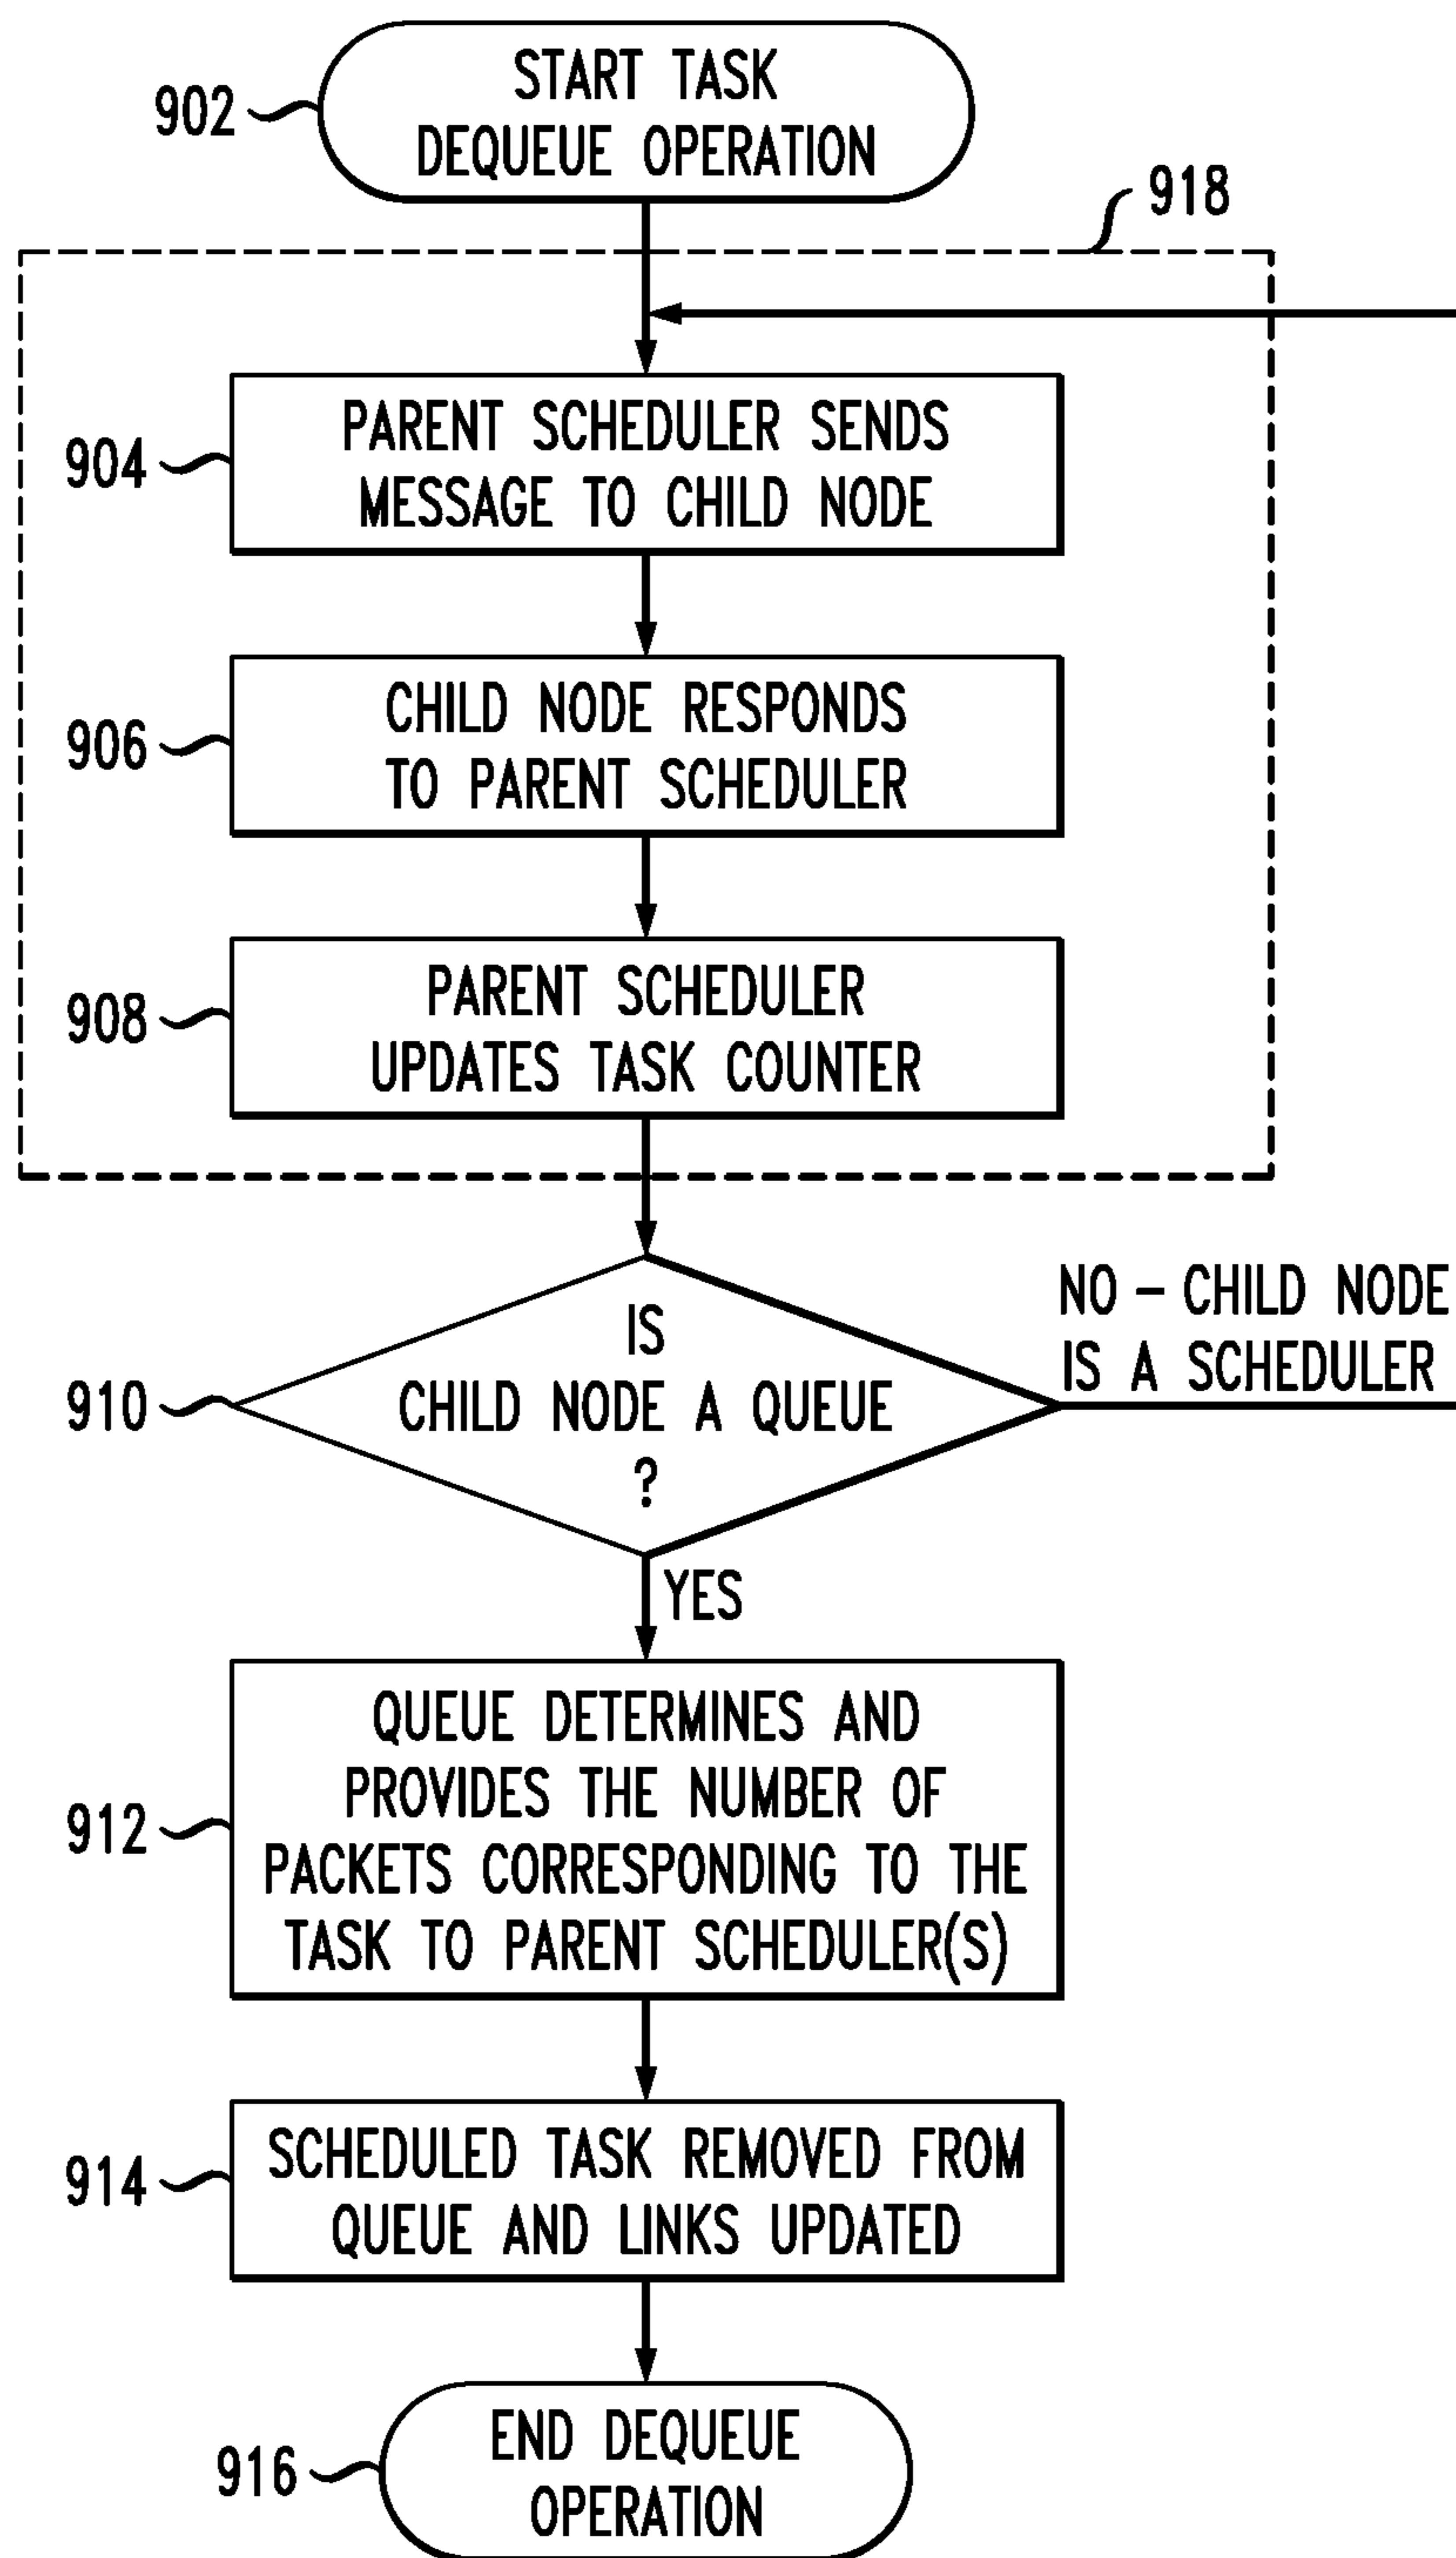 902
START TASK
DEQUEUE OPERATION
918
904
PARENT SCHEDULER SENDS
MESSAGE TO CHILD NODE
906
CHILD NODE RESPONDS
TO PARENT SCHEDULER
908
PARENT SCHEDULER
UPDATES TASK COUNTER
910
IS
CHILD NODE A QUEUE
?
NO – CHILD NODE
IS A SCHEDULER
YES
912
QUEUE DETERMINES AND
PROVIDES THE NUMBER OF
PACKETS CORRESPONDING TO THE
TASK TO PARENT SCHEDULER(S)
914
SCHEDULED TASK REMOVED FROM
QUEUE AND LINKS UPDATED
916
END DEQUEUE
OPERATION